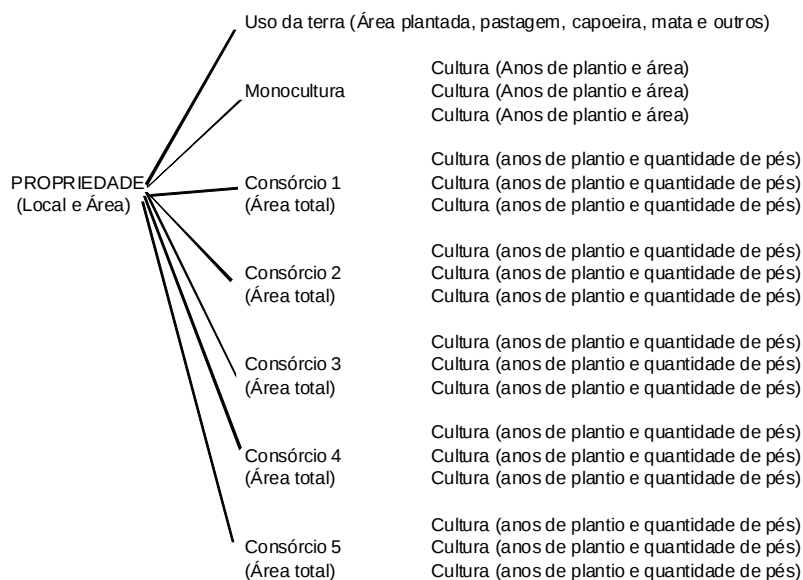 Uso da terra (Área plantada, pastagem, capoeira, mata e outros)
Monocultura
Cultura (Anos de plantio e área)
Cultura (Anos de plantio e área)
Cultura (Anos de plantio e área)
PROPRIEDADE
(Local e Área)
Consórcio 1
(Área total)
Cultura (anos de plantio e quantidade de pés)
Cultura (anos de plantio e quantidade de pés)
Cultura (anos de plantio e quantidade de pés)
Consórcio 2
(Área total)
Cultura (anos de plantio e quantidade de pés)
Cultura (anos de plantio e quantidade de pés)
Cultura (anos de plantio e quantidade de pés)
Consórcio 3
(Área total)
Cultura (anos de plantio e quantidade de pés)
Cultura (anos de plantio e quantidade de pés)
Cultura (anos de plantio e quantidade de pés)
Consórcio 4
(Área total)
Cultura (anos de plantio e quantidade de pés)
Cultura (anos de plantio e quantidade de pés)
Cultura (anos de plantio e quantidade de pés)
Consórcio 5
(Área total)
Cultura (anos de plantio e quantidade de pés)
Cultura (anos de plantio e quantidade de pés)
Cultura (anos de plantio e quantidade de pés)